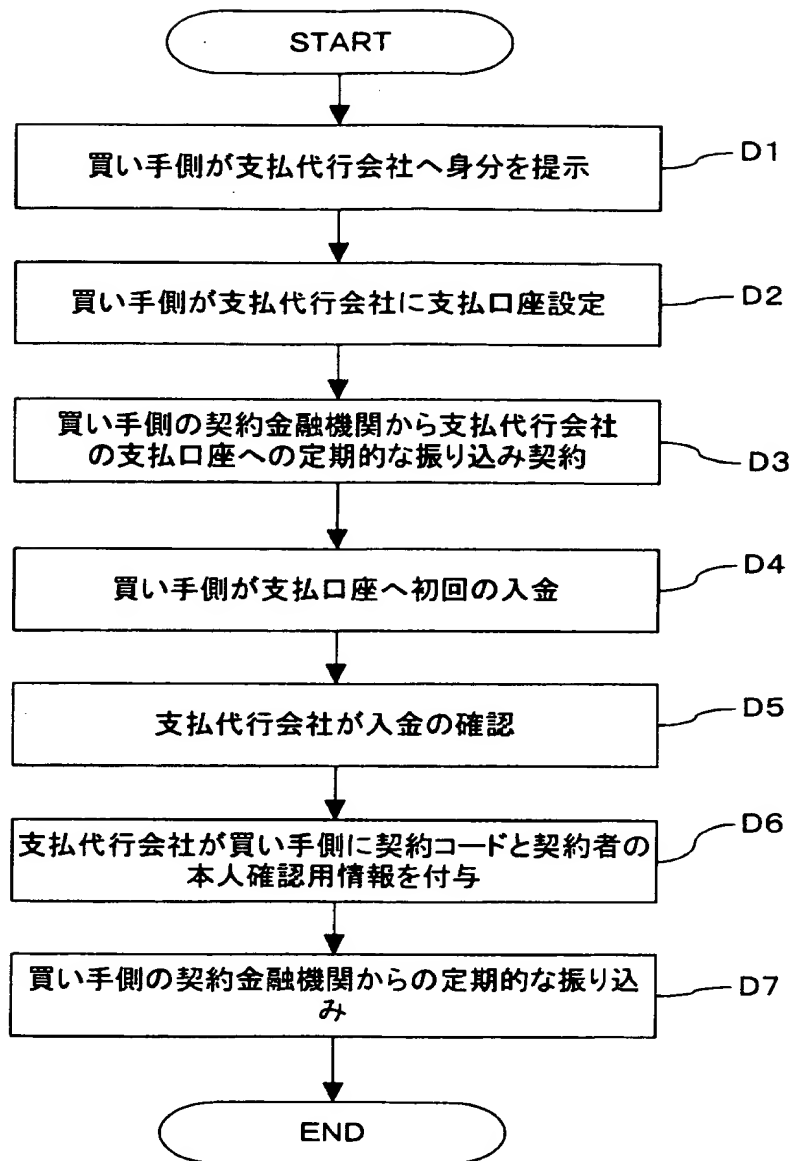 START
買い手側が支払代行会社へ身分を提示
D1
買い手側が支払代行会社に支払口座設定
D2
買い手側の契約金融機関から支払代行会社
の支払口座への定期的な振り込み契約
D3
買い手側が支払口座へ初回の入金
D4
支払代行会社が入金の確認
D5
支払代行会社が買い手側に契約コードと契約者の
本人確認用情報を付与
D6
買い手側の契約金融機関からの定期的な振り込
み
D7
END